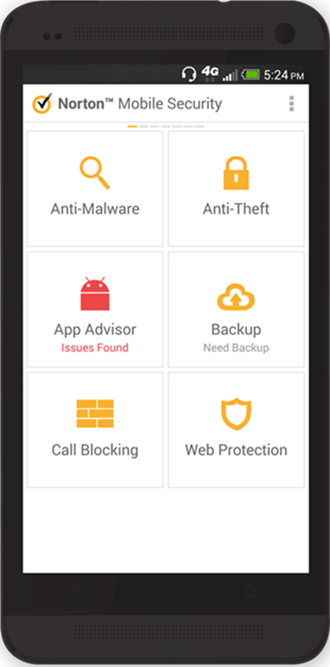 4G 5:24 PM
Norton™ Mobile Security
Anti-Malware Anti-Theft
App Advisor Backup
Issues Found Need Backup
Call Blocking Web Protection